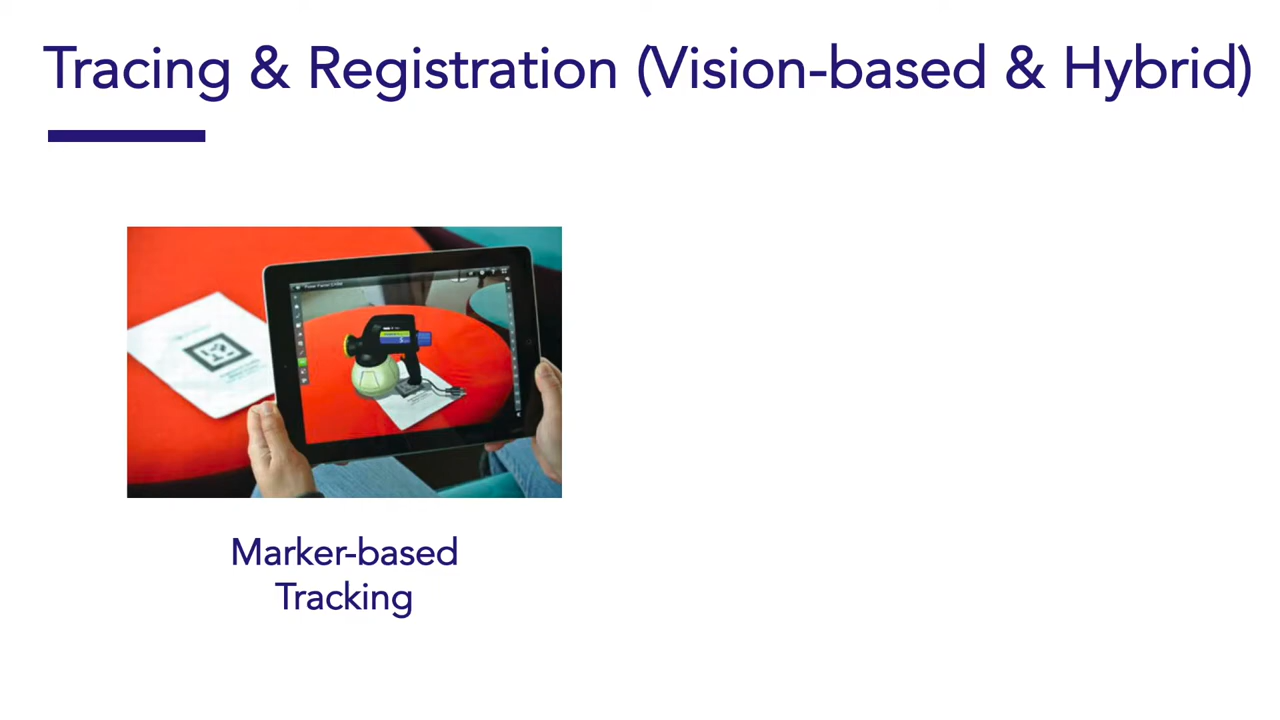 Tracing & Registration (Vision-based & Hybrid)
Marker-based
Tracking